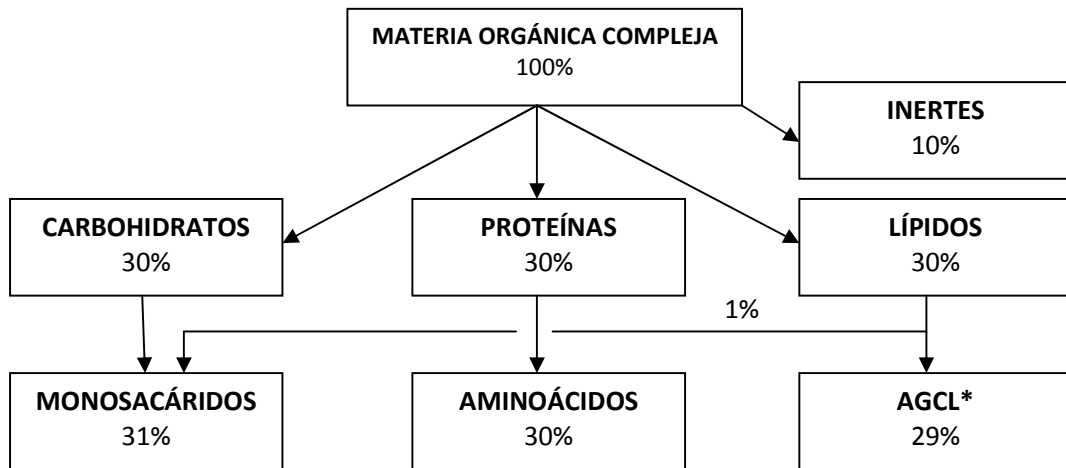 MATERIA ORGÁNICA COMPLEJA
100%
INERTES
10%
CARBOHIDRATOS
30%
PROTEÍNAS
30%
LÍPIDOS
30%
1%
MONOSACÁRIDOS
31%
AMINOÁCIDOS
30%
AGCL*
29%